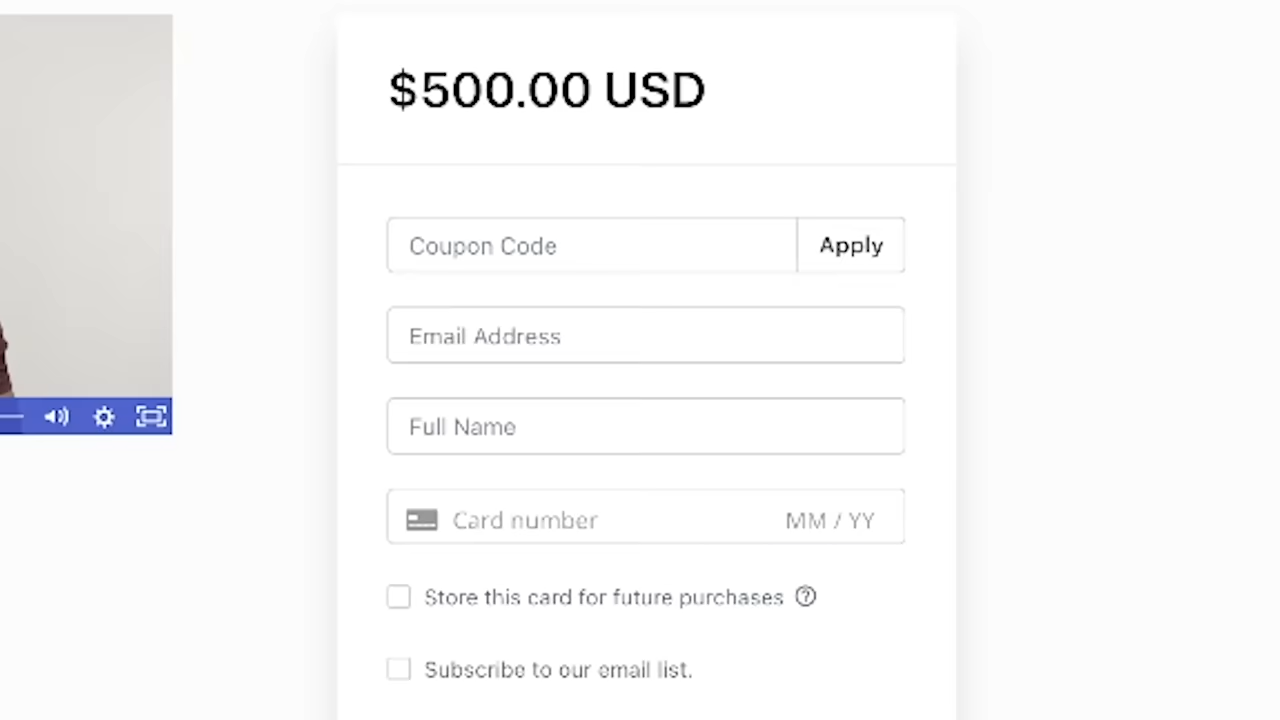 $500.00 USD
Coupon Code Apply
Email Address
Full Name
Card number MM / YY
Store this card for future purchases ?
Subscribe to our email list.